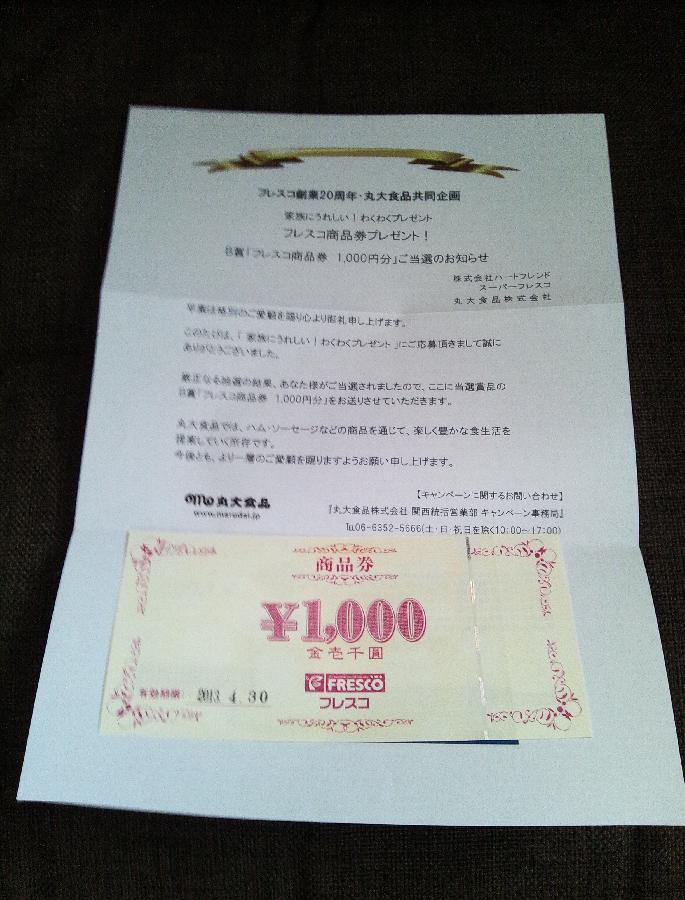 フレスコ創業20周年・丸大食品共同企画
家族にうれしい！わくわくプレゼント
フレスコ商品券プレゼント！
B賞「フレスコ商品券 1,000円分」ご当選のお知らせ
株式会社ハートフレンド
スーパーフレスコ
丸大食品株式会社
平素は格別のご愛顧を賜り心より御礼申し上げます。
このたびは、「家族にうれしい！わくわくプレゼント」にご応募頂きまして誠に
ありがとうございました。
厳正なる抽選の結果、あなた様がご当選されましたので、ここに当選賞品の
B賞「フレスコ商品券 1,000円分」をお送りさせていただきます。
丸大食品では、ハム・ソーセージなどの商品を通じて、楽しく豊かな食生活を
提案していく所存です。
今後とも、より一層のご愛顧を賜りますようお願い申し上げます。
【キャンペーンに関するお問い合わせ】
丸大食品
www.marudai.jp
『丸大食品株式会社 関西統括営業部 キャンペーン事務局』
℡06-6352-5666(土・日・祝日を除く10:00～17:00)
商品券
¥1,000
金壱千圓
FRESCO
フレスコ
有効期限: 2013. 4. 30